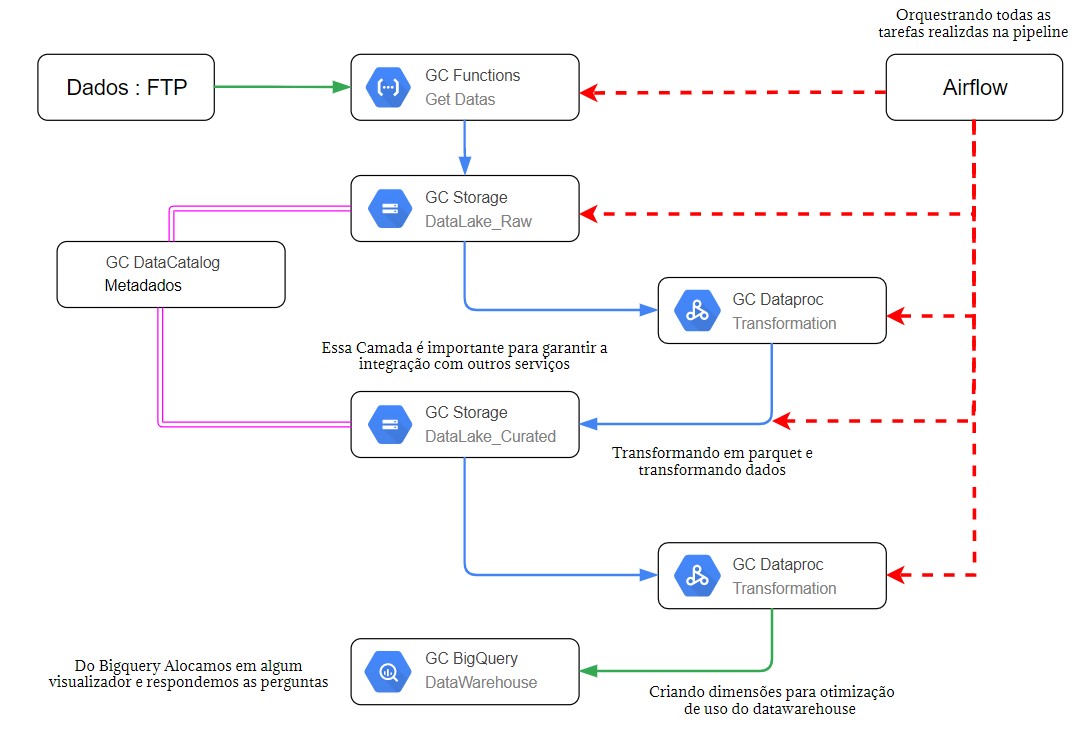 Orquestrando todas as
tarefas realizdas na pipeline
Dados : FTP
GC Functions
Get Datas
Airflow
GC Storage
DataLake_Raw
GC DataCatalog
Metadados
GC Dataproc
Transformation
Essa Camada é importante para garantir a
integração com outros serviços
GC Storage
DataLake_Curated
Transformando em parquet e
transformando dados
GC Dataproc
Transformation
Do Bigquery Alocamos em algum
visualizador e respondemos as perguntas
GC BigQuery
DataWarehouse
Criando dimensões para otimização
de uso do datawarehouse